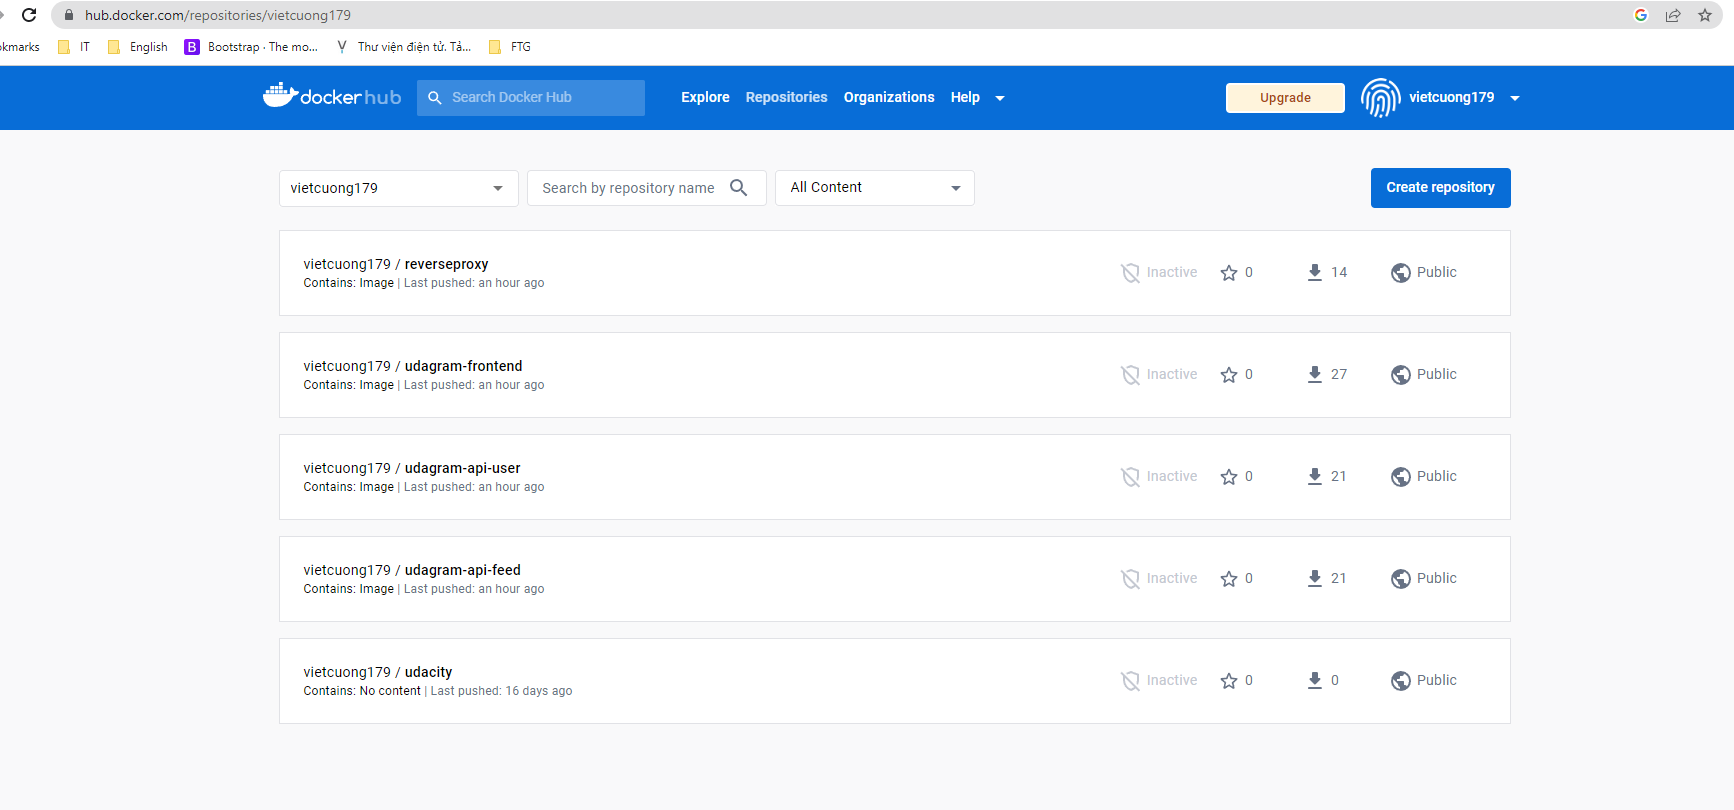 hub.docker.com/repositories/vietcuong179
okmarks IT English B Bootstrap · The mo... Thư viện điện tử. Tầ... FTG
docker hub Search Docker Hub Explore Repositories Organizations Help Upgrade vietcuong179
vietcuong179 Search by repository name All Content Create repository
vietcuong179 / reverseproxy
Contains: Image | Last pushed: an hour ago
Inactive 0 14 Public
vietcuong179 / udagram-frontend
Contains: Image | Last pushed: an hour ago
Inactive 0 27 Public
vietcuong179 / udagram-api-user
Contains: Image | Last pushed: an hour ago
Inactive 0 21 Public
vietcuong179 / udagram-api-feed
Contains: Image | Last pushed: an hour ago
Inactive 0 21 Public
vietcuong179 / udacity
Contains: No content | Last pushed: 16 days ago
Inactive 0 0 Public